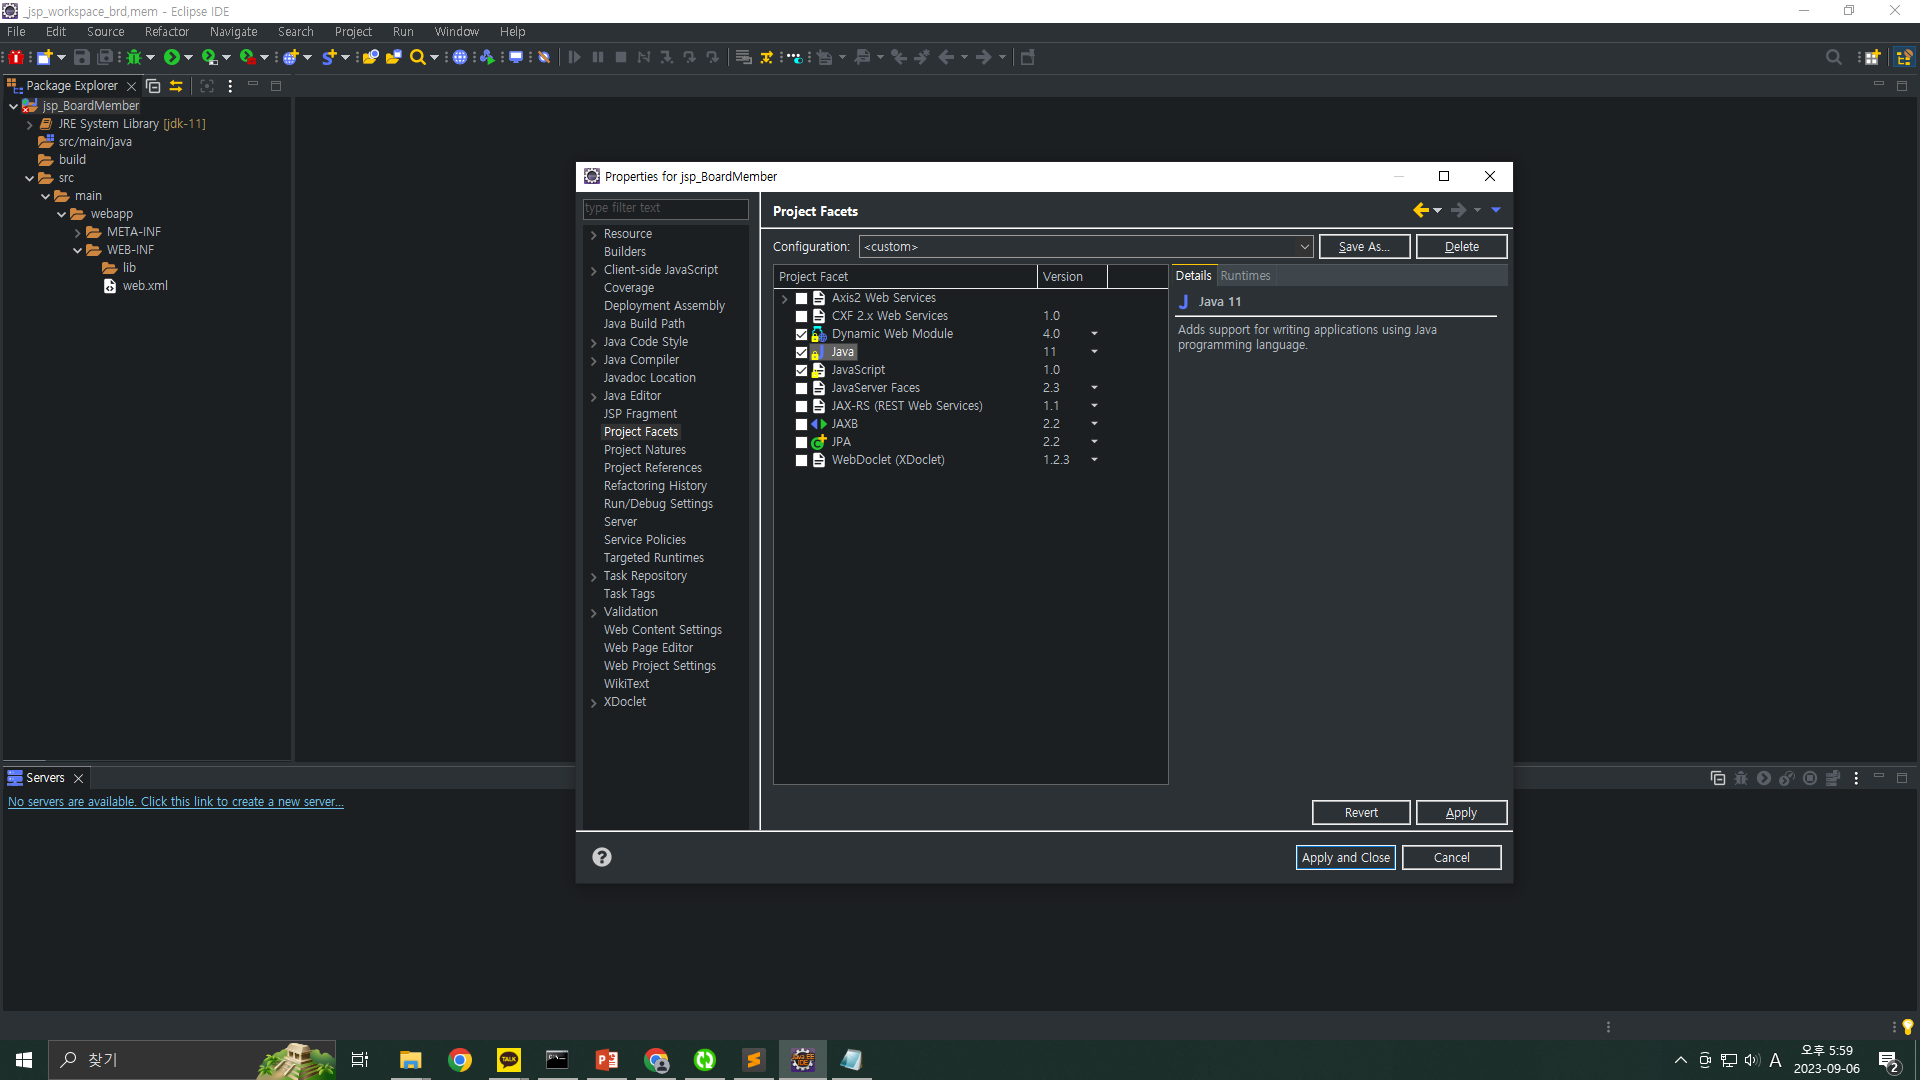 _jsp_workspace_brd,mem - Eclipse IDE
File Edit Source Refactor Navigate Search Project Run Window Help
Package Explorer
jsp_BoardMember
JRE System Library [jdk-11]
src/main/java
build
src
main
webapp
META-INF
WEB-INF
lib
web.xml
Properties for jsp_BoardMember
type filter text
Resource
Builders
Client-side JavaScript
Coverage
Deployment Assembly
Java Build Path
Java Code Style
Java Compiler
Javadoc Location
Java Editor
JSP Fragment
Project Facets
Project Natures
Project References
Refactoring History
Run/Debug Settings
Server
Service Policies
Targeted Runtimes
Task Repository
Task Tags
Validation
Web Content Settings
Web Page Editor
Web Project Settings
WikiText
XDoclet
Project Facets
Configuration: <custom> Save As... Delete
Project Facet Version
Axis2 Web Services
CXF 2.x Web Services 1.0
Dynamic Web Module 4.0
Java 11
JavaScript 1.0
JavaServer Faces 2.3
JAX-RS (REST Web Services) 1.1
JAXB 2.2
JPA 2.2
WebDoclet (XDoclet) 1.2.3
Details Runtimes
Java 11
Adds support for writing applications using Java
programming language.
Revert Apply
Apply and Close Cancel
Servers
No servers are available. Click this link to create a new server...
찾기
TALK
A
오후 5:59
2023-09-06
2